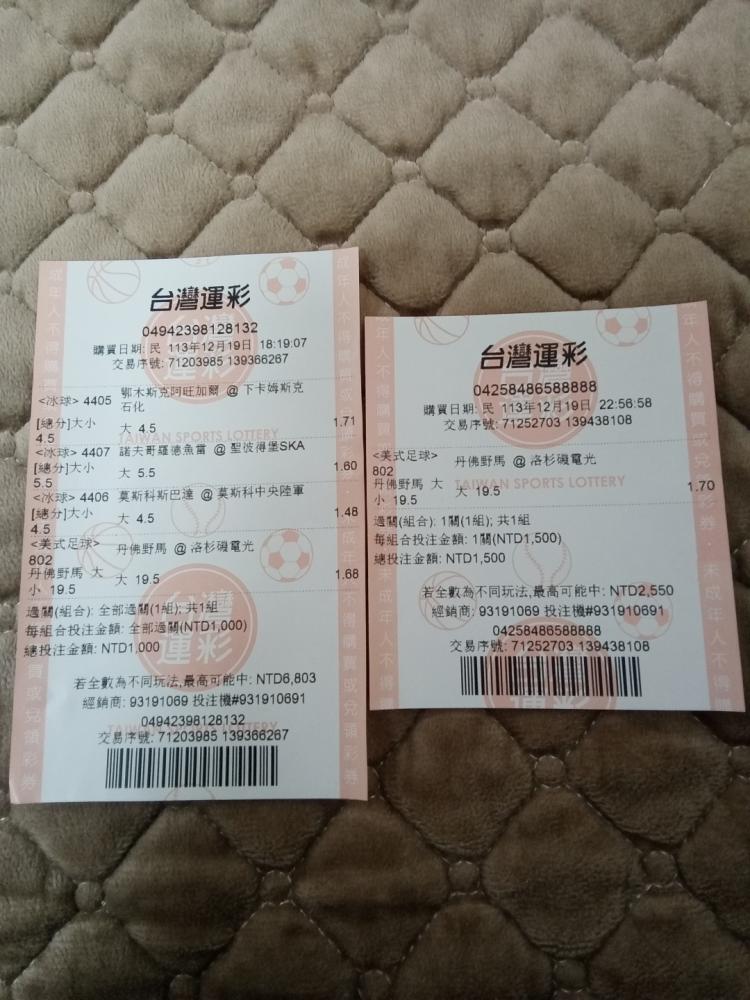 台灣運彩
04942398128132
購買日期: 民 113年12月19日 18:19:07
交易序號: 71203985 139366267
<冰球> 4405 鄂木斯克阿旺加爾 @ 下卡姆斯克
石化
[總分]大小
4.5 大 4.5 1.71
TAIWAN SPORTS LOTTERY
<冰球> 4407 諾夫哥羅德魚雷 @ 聖彼得堡SKA
[總分]大小
5.5 大 5.5 1.60
<冰球> 4406 莫斯科斯巴達 @ 莫斯科中央陸軍
[總分]大小
4.5 大 4.5 1.48
<美式足球>
802 丹佛野馬 @ 洛杉磯電光
丹佛野馬 大
小 19.5 大 19.5 1.68
過關(組合): 全部過關(1組); 共1組
每組合投注金額: 全部過關(NTD1,000)
總投注金額: NTD1,000
若全數為不同玩法,最高可能中: NTD6,803
經銷商: 93191069 投注機#931910691
04942398128132
TAIWAN SPORTS LOTTERY
交易序號: 71203985 139366267
台灣運彩
04258486588888
購買日期: 民 113年12月19日 22:56:58
交易序號: 71252703 139438108
<美式足球>
802 丹佛野馬 @ 洛杉磯電光
TAIWAN SPORTS LOTTERY
丹佛野馬 大
小 19.5 大 19.5 1.70
過關(組合): 1關(1組); 共1組
每組合投注金額: 1關(NTD1,500)
總投注金額: NTD1,500
若全數為不同玩法,最高可能中: NTD2,550
經銷商: 93191069 投注機#931910691
04258486588888
交易序號: 71252703 139438108